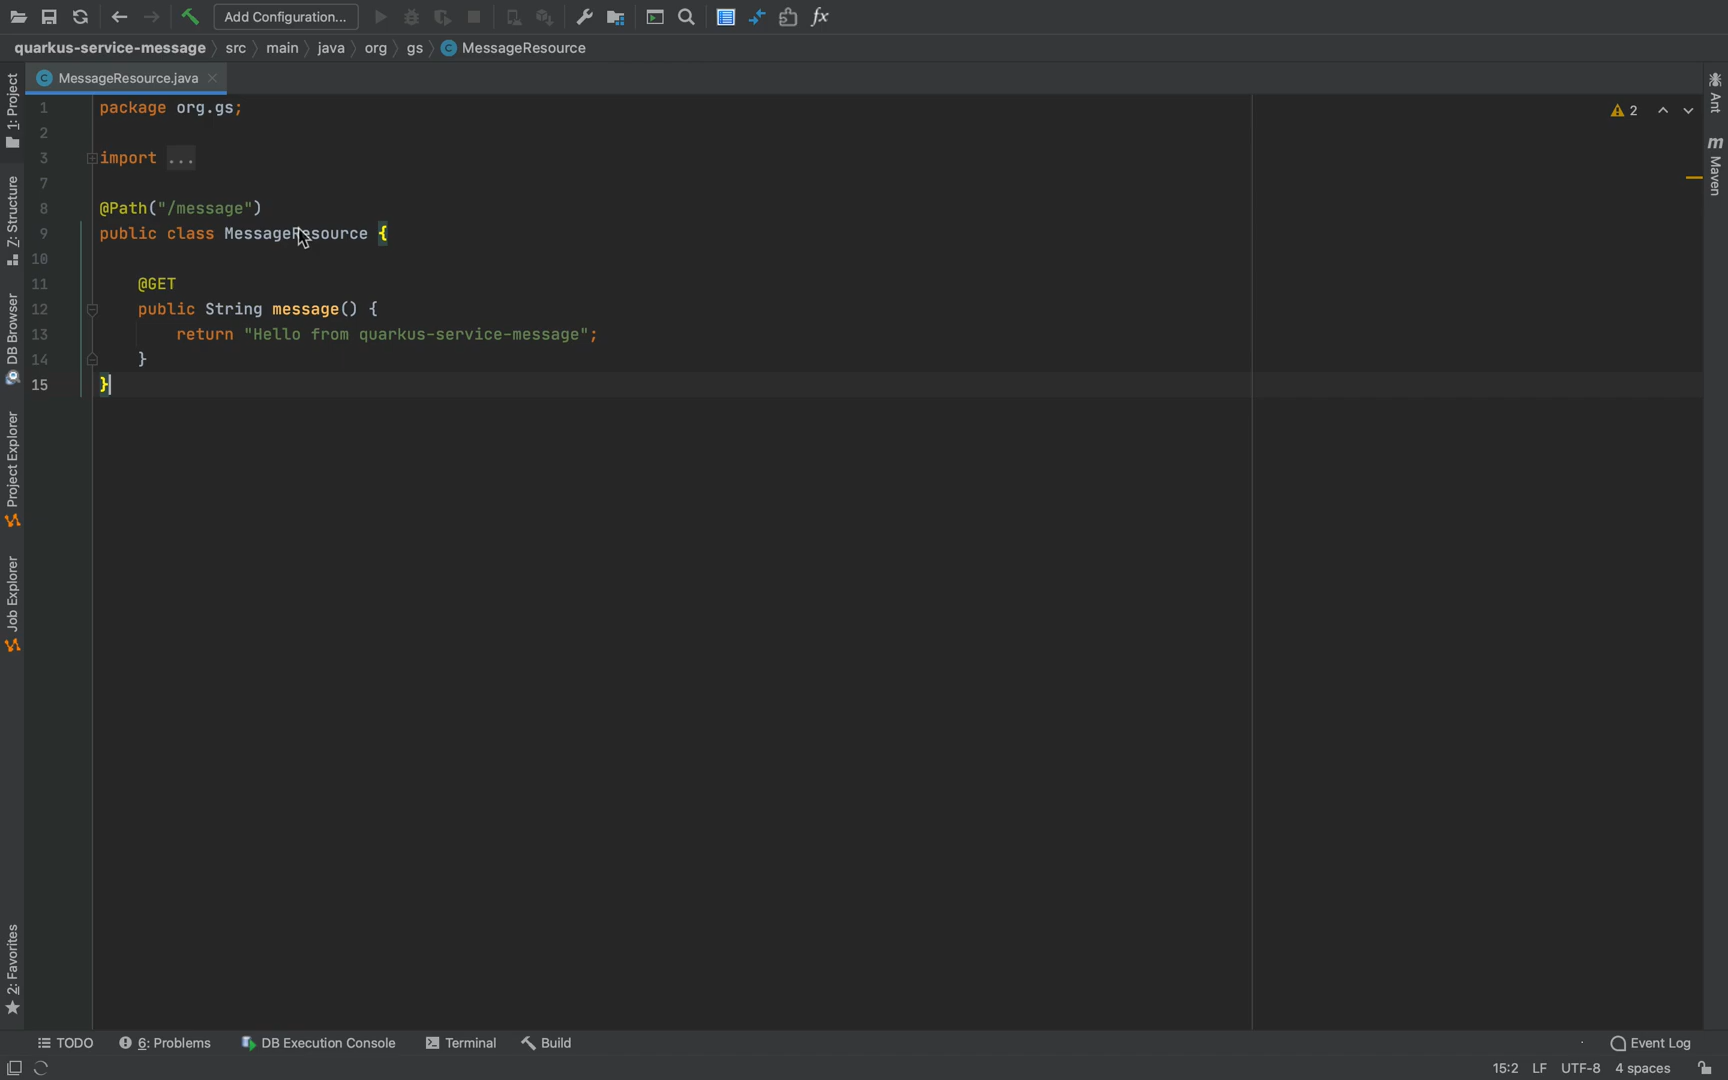 Add Configuration...
quarkus-service-message src main java org gs MessageResource
MessageResource.java
1 package org.gs;
2
3 import ...
7
8 @Path("/message")
9 public class MessageResource {
10
11 @GET
12 public String message() {
13 return "Hello from quarkus-service-message";
14 }
15 }
2
1: Project
Z: Structure
DB Browser
Project Explorer
Job Explorer
2: Favorites
Ant
m Maven
TODO 6: Problems DB Execution Console Terminal Build Event Log
15:2 LF UTF-8 4 spaces